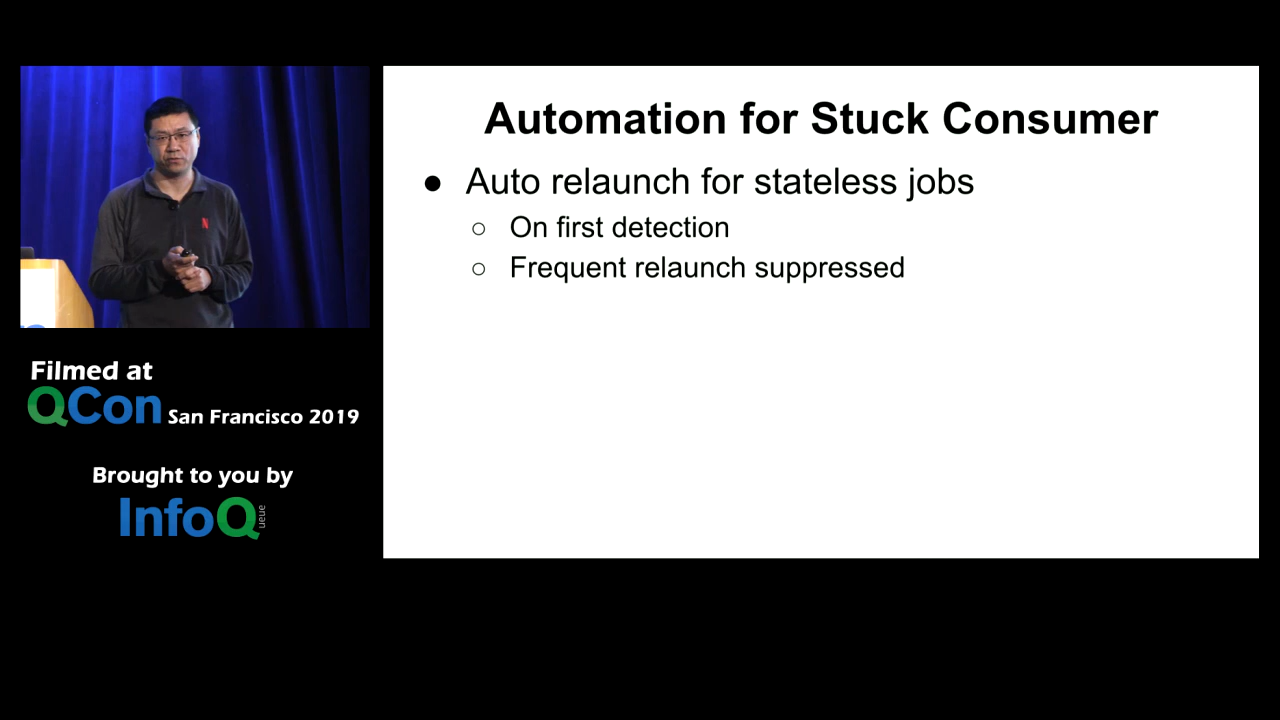 Automation for Stuck Consumer
● Auto relaunch for stateless jobs
○ On first detection
○ Frequent relaunch suppressed
N
Filmed at
QCon San Francisco 2019
Brought to you by
InfoQ
ueue